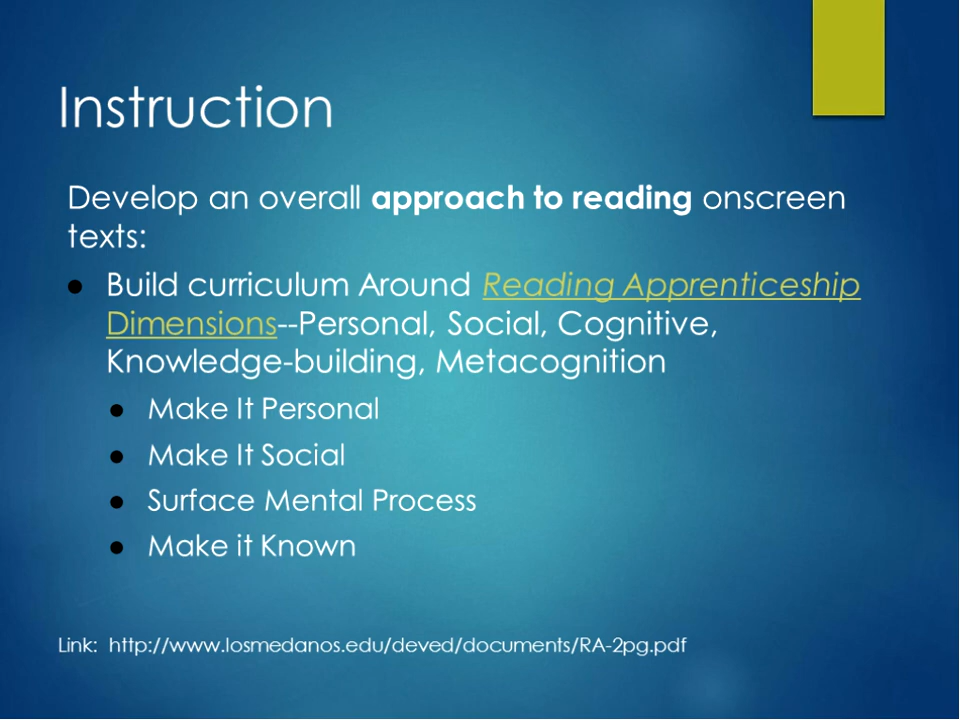 Instruction
Develop an overall approach to reading onscreen
texts:
● Build curriculum Around Reading Apprenticeship
Dimensions--Personal, Social, Cognitive,
Knowledge-building, Metacognition
● Make It Personal
● Make It Social
● Surface Mental Process
● Make it Known
Link: http://www.losmedanos.edu/deved/documents/RA-2pg.pdf